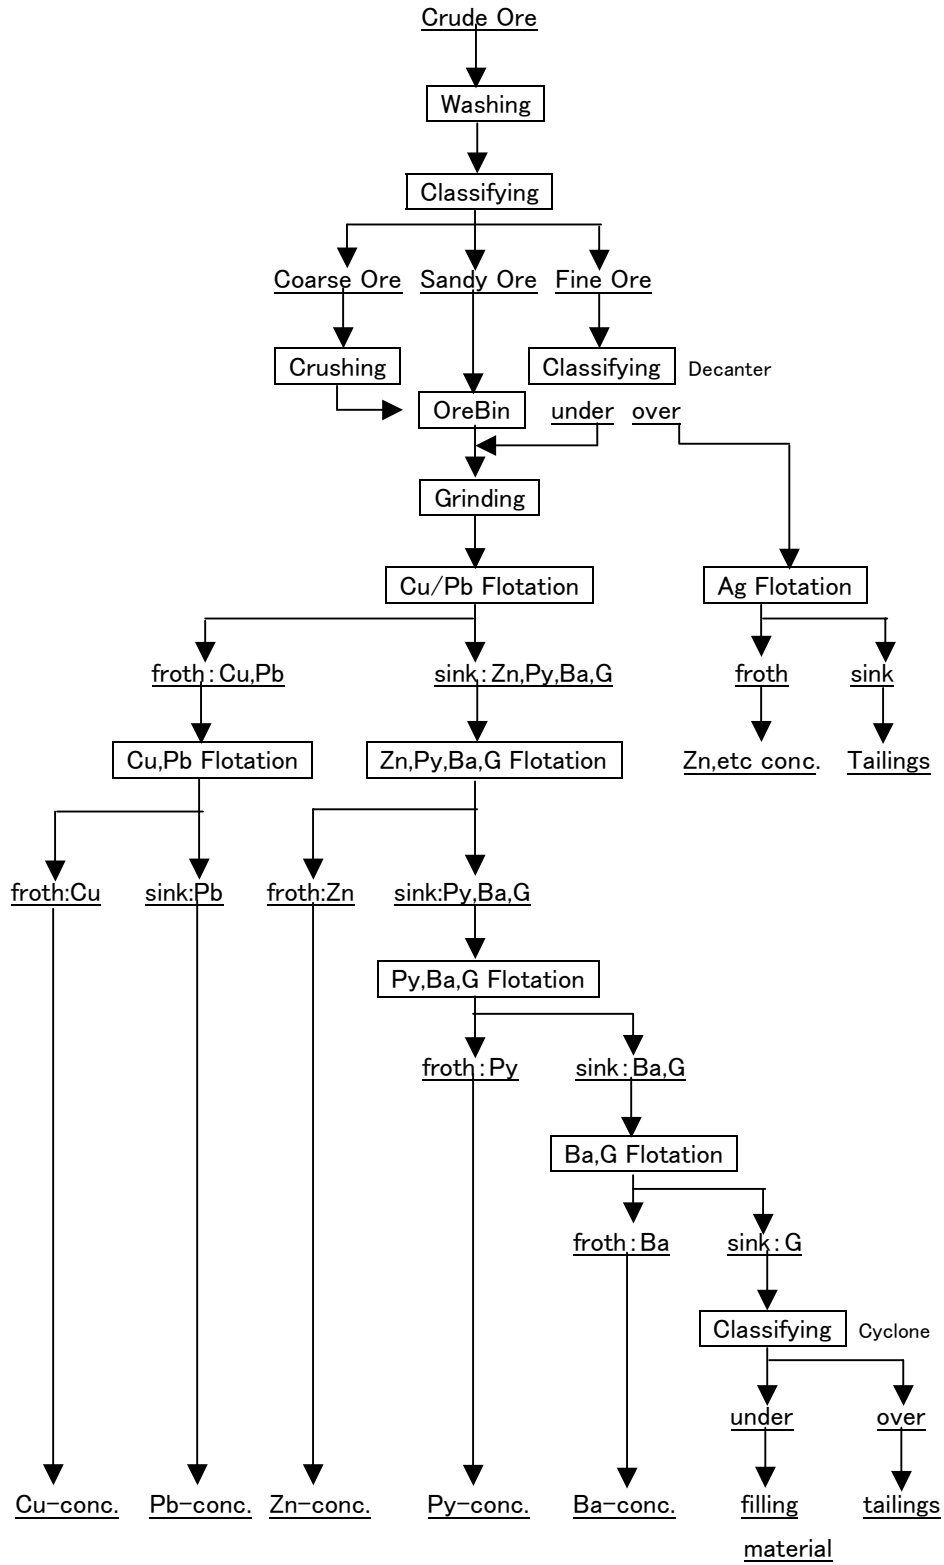 Crude Ore
Washing
Classifying
Coarse Ore Sandy Ore Fine Ore
Crushing Classifying Decanter
OreBin under over
Grinding
Cu/Pb Flotation Ag Flotation
froth:Cu,Pb sink:Zn,Py,Ba,G froth sink
Cu,Pb Flotation Zn,Py,Ba,G Flotation Zn,etc conc. Tailings
froth:Cu sink:Pb froth:Zn sink:Py,Ba,G
Py,Ba,G Flotation
froth:Py sink:Ba,G
Ba,G Flotation
froth:Ba sink:G
Classifying Cyclone
under over
Cu-conc. Pb-conc. Zn-conc. Py-conc. Ba-conc. filling tailings
material